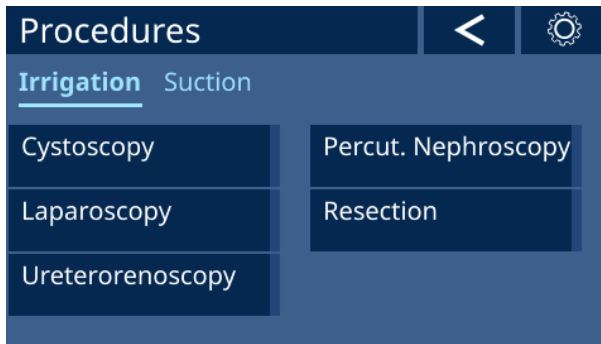 Procedures
Irrigation Suction
Cystoscopy
Percut. Nephroscopy
Laparoscopy
Resection
Ureterorenoscopy